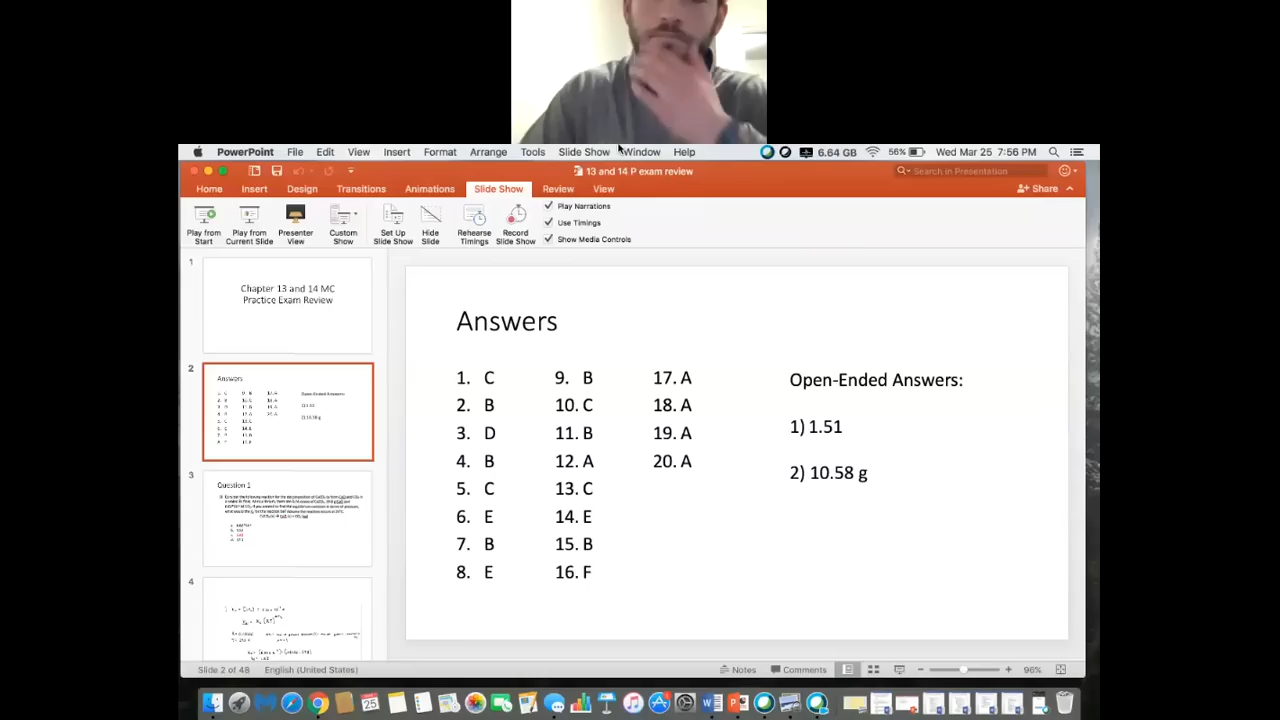 PowerPoint File Edit View Insert Format Arrange Tools Slide Show Window Help 6.64 GB 56% Wed Mar 25 7:56 PM
13 and 14 P exam review
Search in Presentation
Home Insert Design Transitions Animations Slide Show Review View
Share
Play from Start
Play from Current Slide
Presenter View
Custom Show
Set Up Slide Show
Hide Slide
Rehearse Timings
Record Slide Show
Play Narrations
Use Timings
Show Media Controls
1
Chapter 13 and 14 MC
Practice Exam Review
2
Answers
3
Question 1
4
Answers
1. C
2. B
3. D
4. B
5. C
6. E
7. B
8. E
9. B
10. C
11. B
12. A
13. C
14. E
15. B
16. F
17. A
18. A
19. A
20. A
Open-Ended Answers:
1) 1.51
2) 10.58 g
Slide 2 of 48 English (United States)
Notes Comments 96%
25